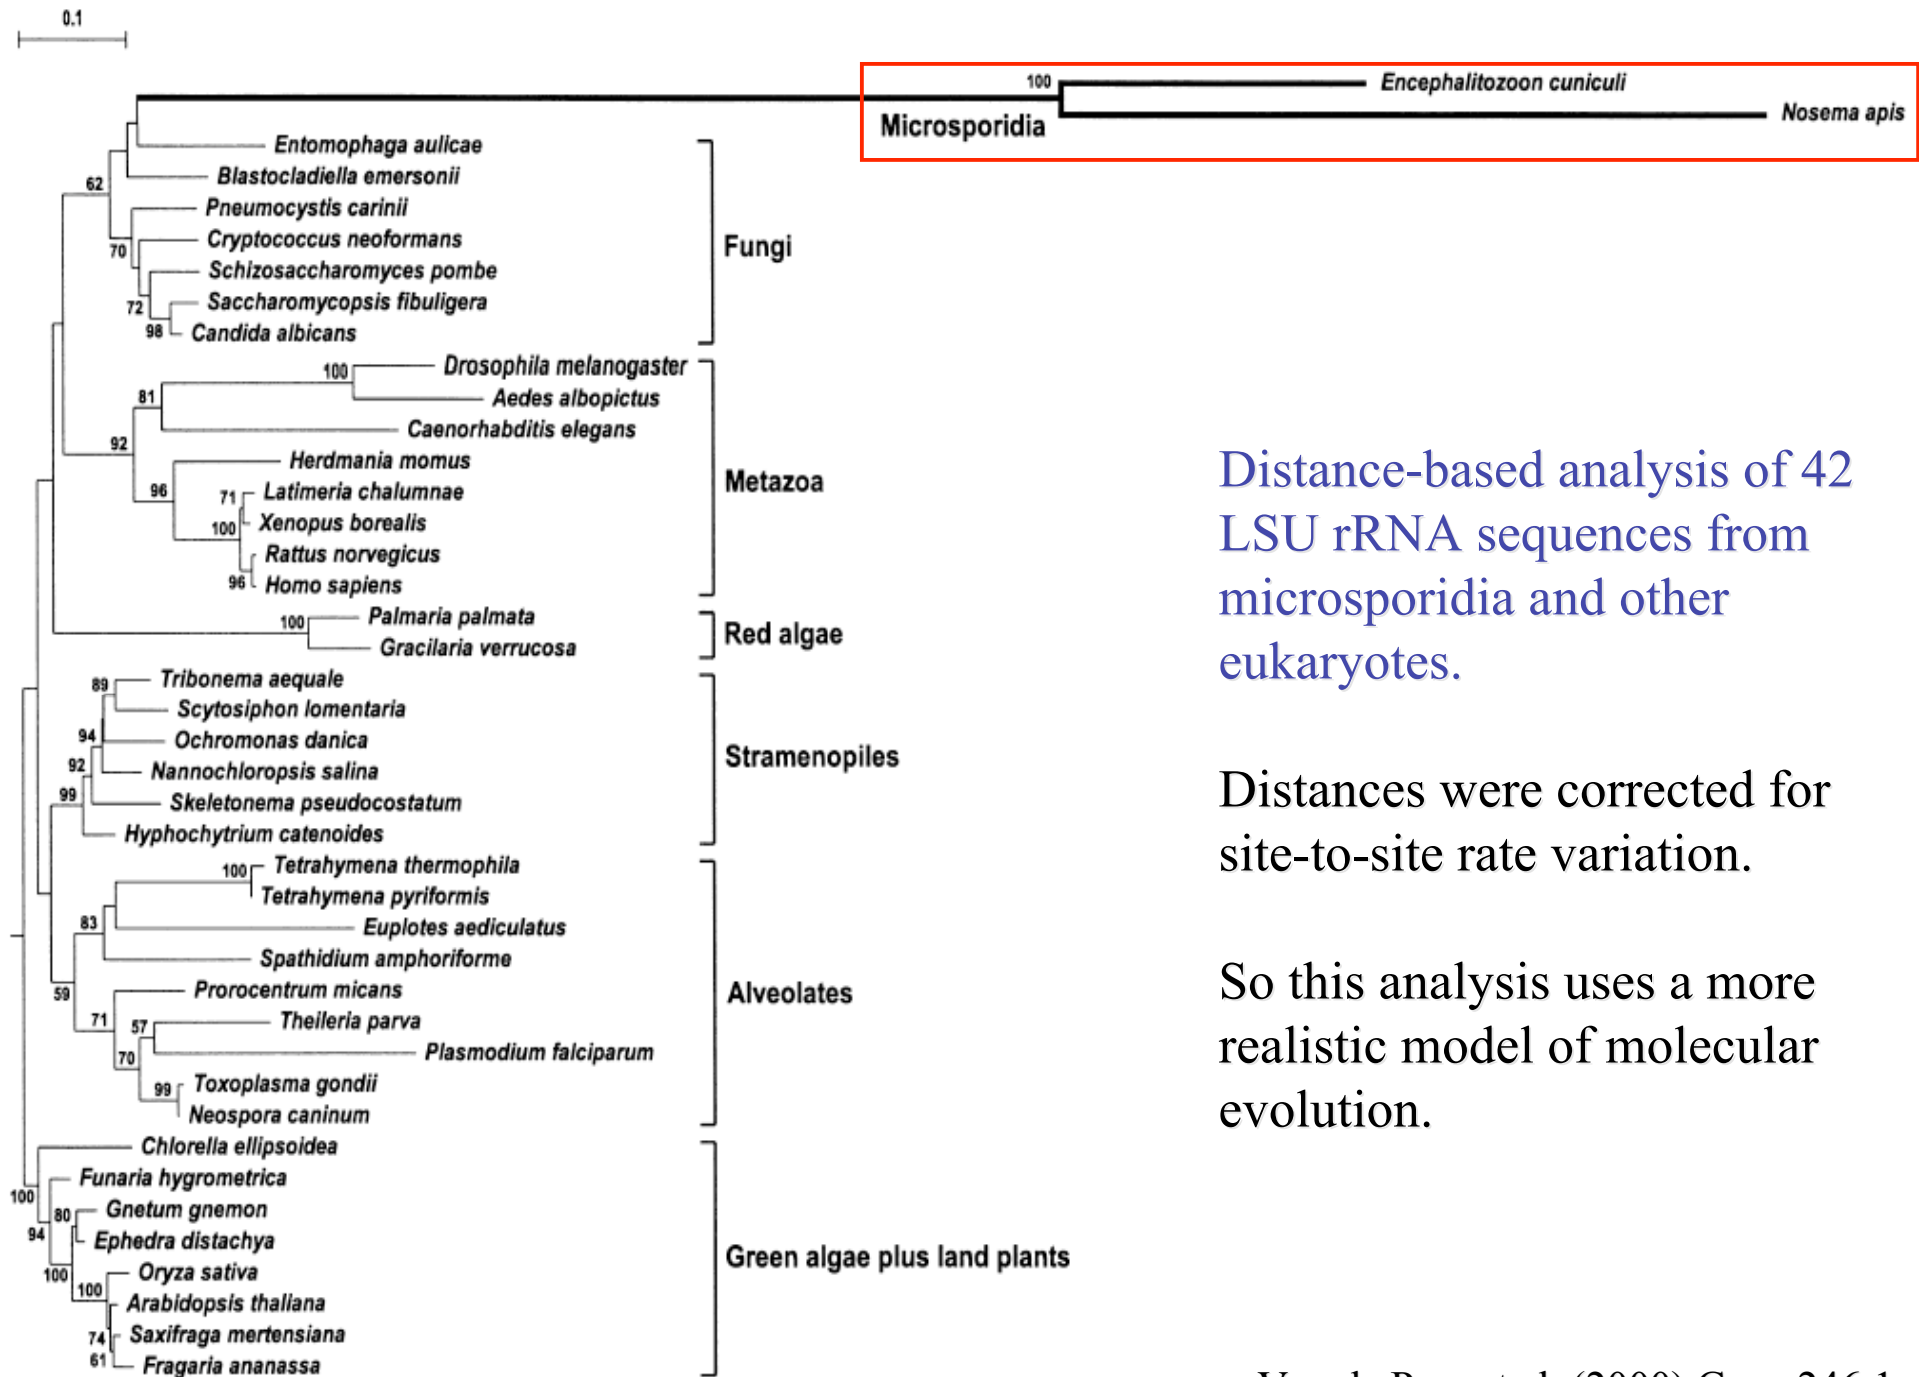 0.1
100
Encephalitozoon cuniculi
Nosema apis
Microsporidia
Entomophaga aulicae
Blastocladiella emersonii
62
Pneumocystis carinii
Cryptococcus neoformans
70
Fungi
Schizosaccharomyces pombe
Saccharomycopsis fibuligera
72
98
Candida albicans
100
Drosophila melanogaster
81
Aedes albopictus
Caenorhabditis elegans
92
Herdmania momus
96
71
Latimeria chalumnae
Metazoa
100
Xenopus borealis
Rattus norvegicus
96
Homo sapiens
100
Palmaria palmata
Gracilaria verrucosa
Red algae
89
Tribonema aequale
Scytosiphon lomentaria
94
Ochromonas danica
92
Nannochloropsis salina
Stramenopiles
99
Skeletonema pseudocostatum
Hyphochytrium catenoides
100
Tetrahymena thermophila
Tetrahymena pyriformis
83
Euplotes aediculatus
Spathidium amphoriforme
59
Prorocentrum micans
Alveolates
71
57
Theileria parva
70
Plasmodium falciparum
99
Toxoplasma gondii
Neospora caninum
Chlorella ellipsoidea
100
Funaria hygrometrica
80
Gnetum gnemon
94
Ephedra distachya
100
Oryza sativa
Green algae plus land plants
100
Arabidopsis thaliana
74
Saxifraga mertensiana
61
Fragaria ananassa
Distance-based analysis of 42
LSU rRNA sequences from
microsporidia and other
eukaryotes.
Distances were corrected for
site-to-site rate variation.
So this analysis uses a more
realistic model of molecular
evolution.